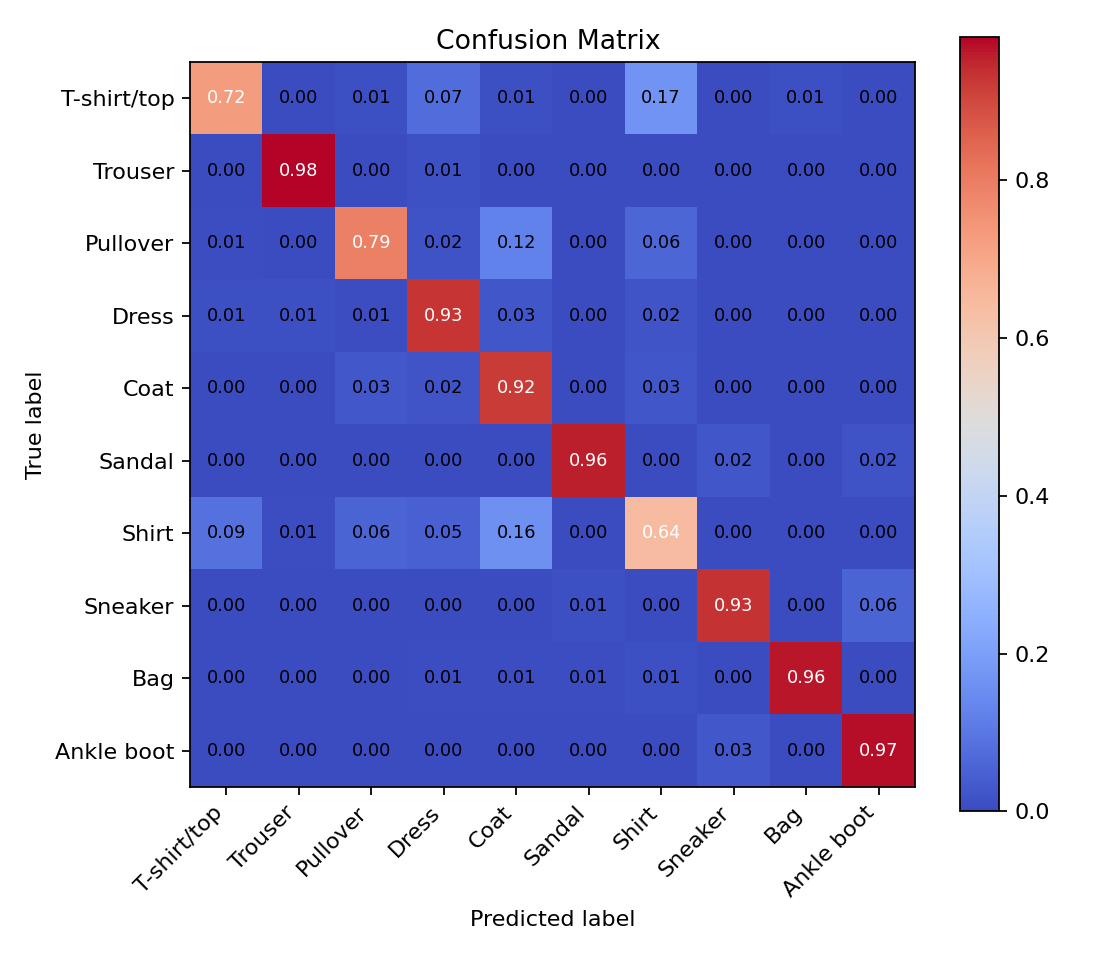 Confusion Matrix
T-shirt/top 0.72 0.00 0.01 0.07 0.01 0.00 0.17 0.00 0.01 0.00
Trouser 0.00 0.98 0.00 0.01 0.00 0.00 0.00 0.00 0.00 0.00
Pullover 0.01 0.00 0.79 0.02 0.12 0.00 0.06 0.00 0.00 0.00
Dress 0.01 0.01 0.01 0.93 0.03 0.00 0.02 0.00 0.00 0.00
Coat 0.00 0.00 0.03 0.02 0.92 0.00 0.03 0.00 0.00 0.00
Sandal 0.00 0.00 0.00 0.00 0.00 0.96 0.00 0.02 0.00 0.02
Shirt 0.09 0.01 0.06 0.05 0.16 0.00 0.64 0.00 0.00 0.00
Sneaker 0.00 0.00 0.00 0.00 0.00 0.01 0.00 0.93 0.00 0.06
Bag 0.00 0.00 0.00 0.01 0.01 0.01 0.01 0.00 0.96 0.00
Ankle boot 0.00 0.00 0.00 0.00 0.00 0.00 0.00 0.03 0.00 0.97
T-shirt/top Trouser Pullover Dress Coat Sandal Shirt Sneaker Bag Ankle boot
Predicted label
True label
0.8
0.6
0.4
0.2
0.0